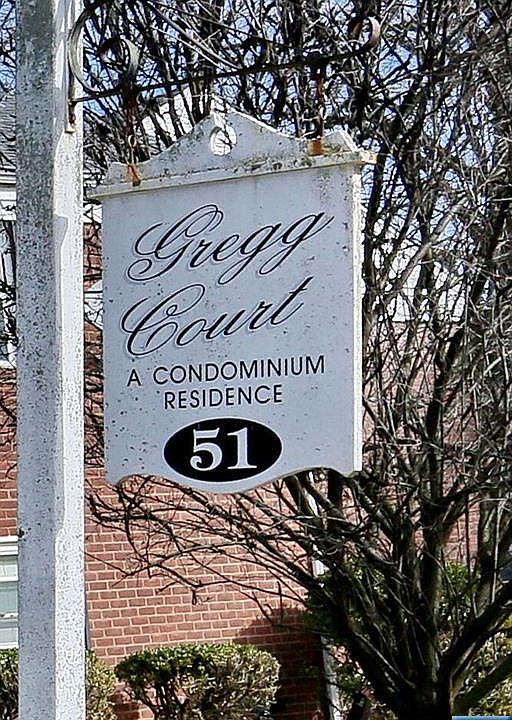 Gregg
Court
A CONDOMINIUM
RESIDENCE
51